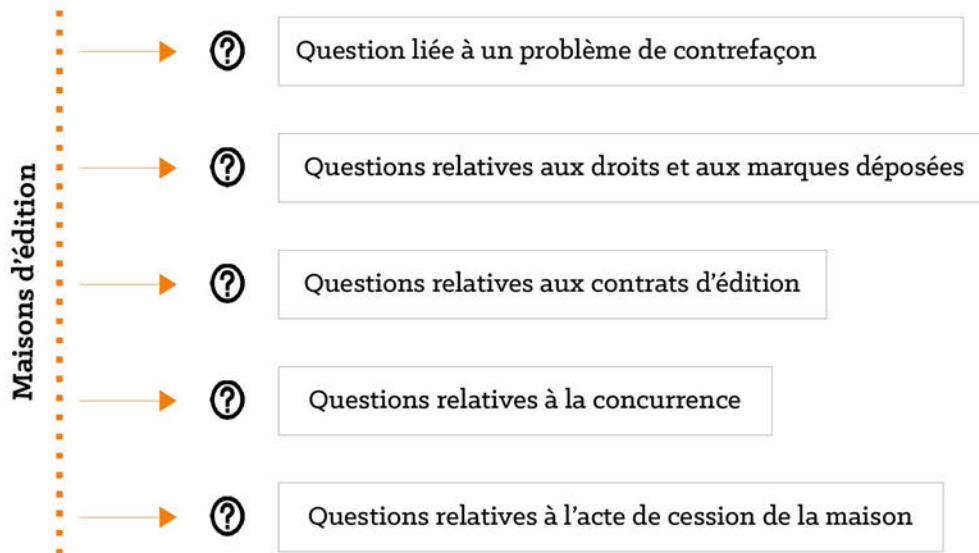 Maisons d'édition
Question liée à un problème de contrefaçon
Questions relatives aux droits et aux marques déposées
Questions relatives aux contrats d'édition
Questions relatives à la concurrence
Questions relatives à l'acte de cession de la maison